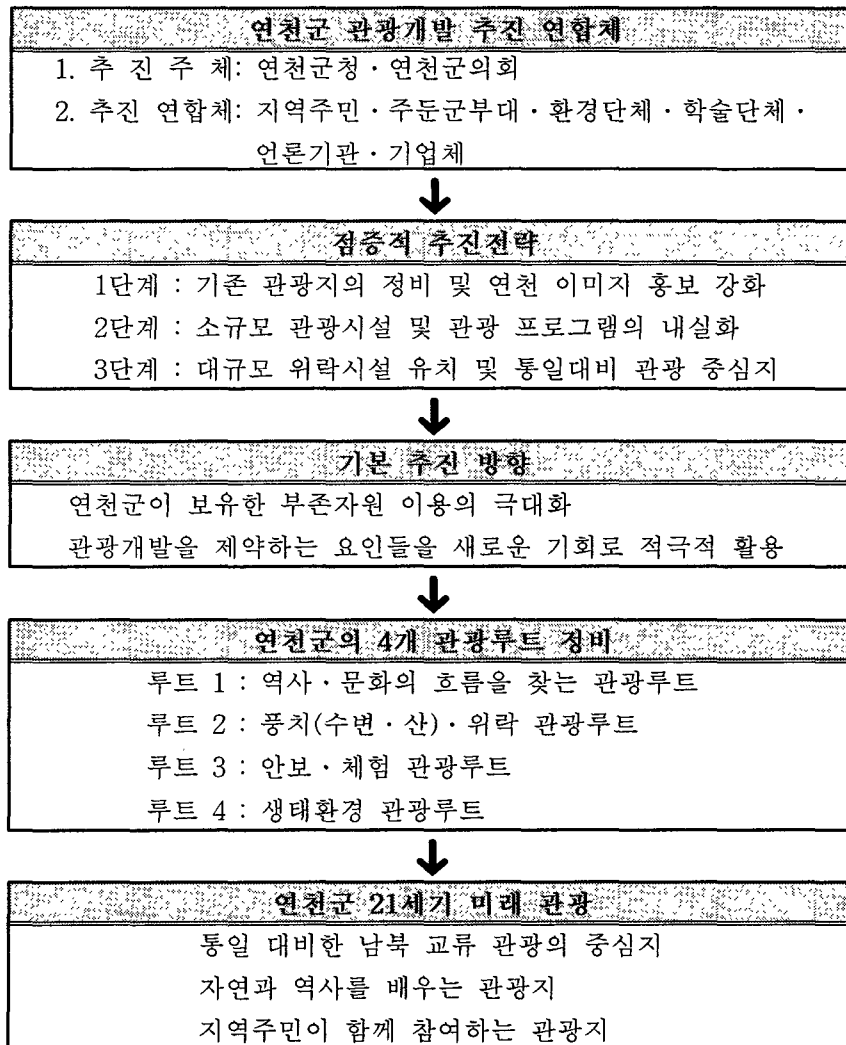 연천군 관광개발 추진 연합체
1. 추 진 주 체: 연천군청·연천군의회
2. 추진 연합체: 지역주민·주둔군부대·환경단체·학술단체·
언론기관·기업체
점증적 추진전략
1단계 : 기존 관광지의 정비 및 연천 이미지 홍보 강화
2단계 : 소규모 관광시설 및 관광 프로그램의 내실화
3단계 : 대규모 위락시설 유치 및 통일대비 관광 중심지
기본 추진 방향
연천군이 보유한 부존자원 이용의 극대화
관광개발을 제약하는 요인들을 새로운 기회로 적극적 활용
연천군의 4개 관광루트 정비
루트 1 : 역사·문화의 흐름을 찾는 관광루트
루트 2 : 풍치(수변·산)·위락 관광루트
루트 3 : 안보·체험 관광루트
루트 4 : 생태환경 관광루트
연천군 21세기 미래 관광
통일 대비한 남북 교류 관광의 중심지
자연과 역사를 배우는 관광지
지역주민이 함께 참여하는 관광지